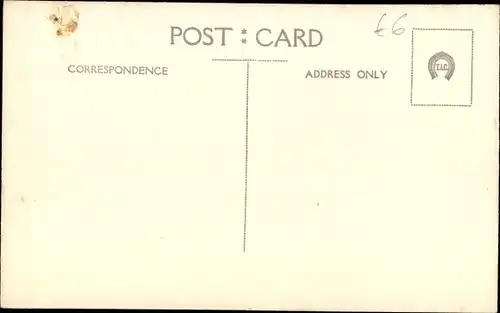 £6
POST : CARD
CORRESPONDENCE
ADDRESS ONLY
T.I.C.